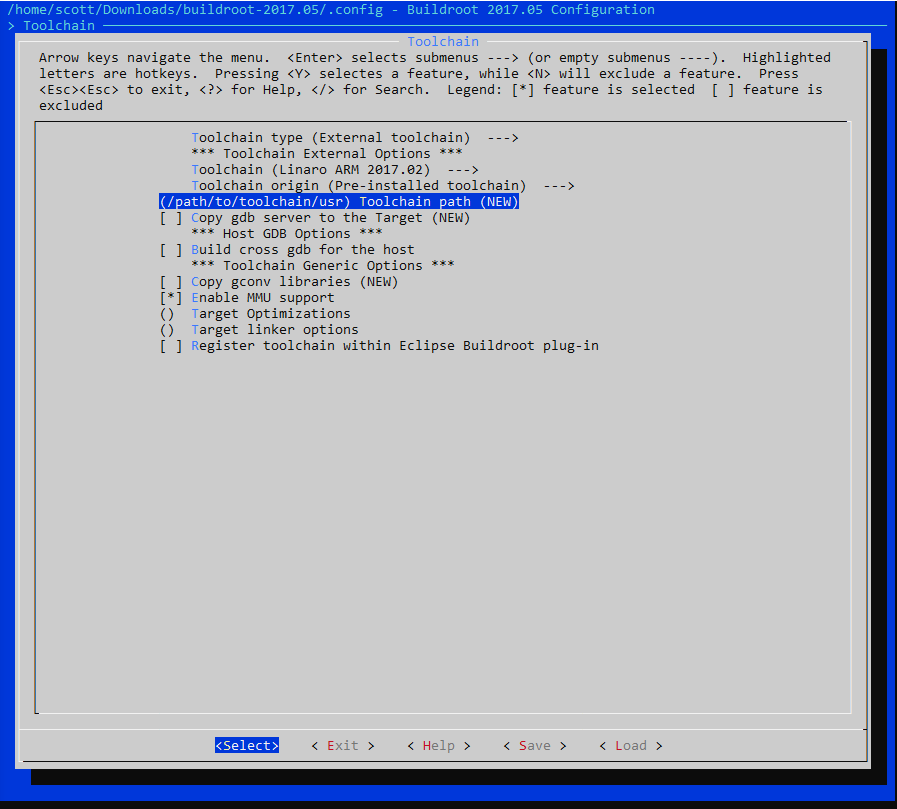 /home/scott/Downloads/buildroot-2017.05/.config - Buildroot 2017.05 Configuration
> Toolchain
Toolchain
Arrow keys navigate the menu.  <Enter> selects submenus ---> (or empty submenus ----).  Highlighted
letters are hotkeys.  Pressing <Y> selectes a feature, while <N> will exclude a feature.  Press
<Esc><Esc> to exit, <?> for Help, </> for Search.  Legend: [*] feature is selected  [ ] feature is
excluded
Toolchain type (External toolchain)  --->
*** Toolchain External Options ***
Toolchain (Linaro ARM 2017.02)  --->
Toolchain origin (Pre-installed toolchain)  --->
(/path/to/toolchain/usr) Toolchain path (NEW)
[ ] Copy gdb server to the Target (NEW)
*** Host GDB Options ***
[ ] Build cross gdb for the host
*** Toolchain Generic Options ***
[ ] Copy gconv libraries (NEW)
[*] Enable MMU support
()  Target Optimizations
()  Target linker options
[ ] Register toolchain within Eclipse Buildroot plug-in
<Select>    < Exit >    < Help >    < Save >    < Load >